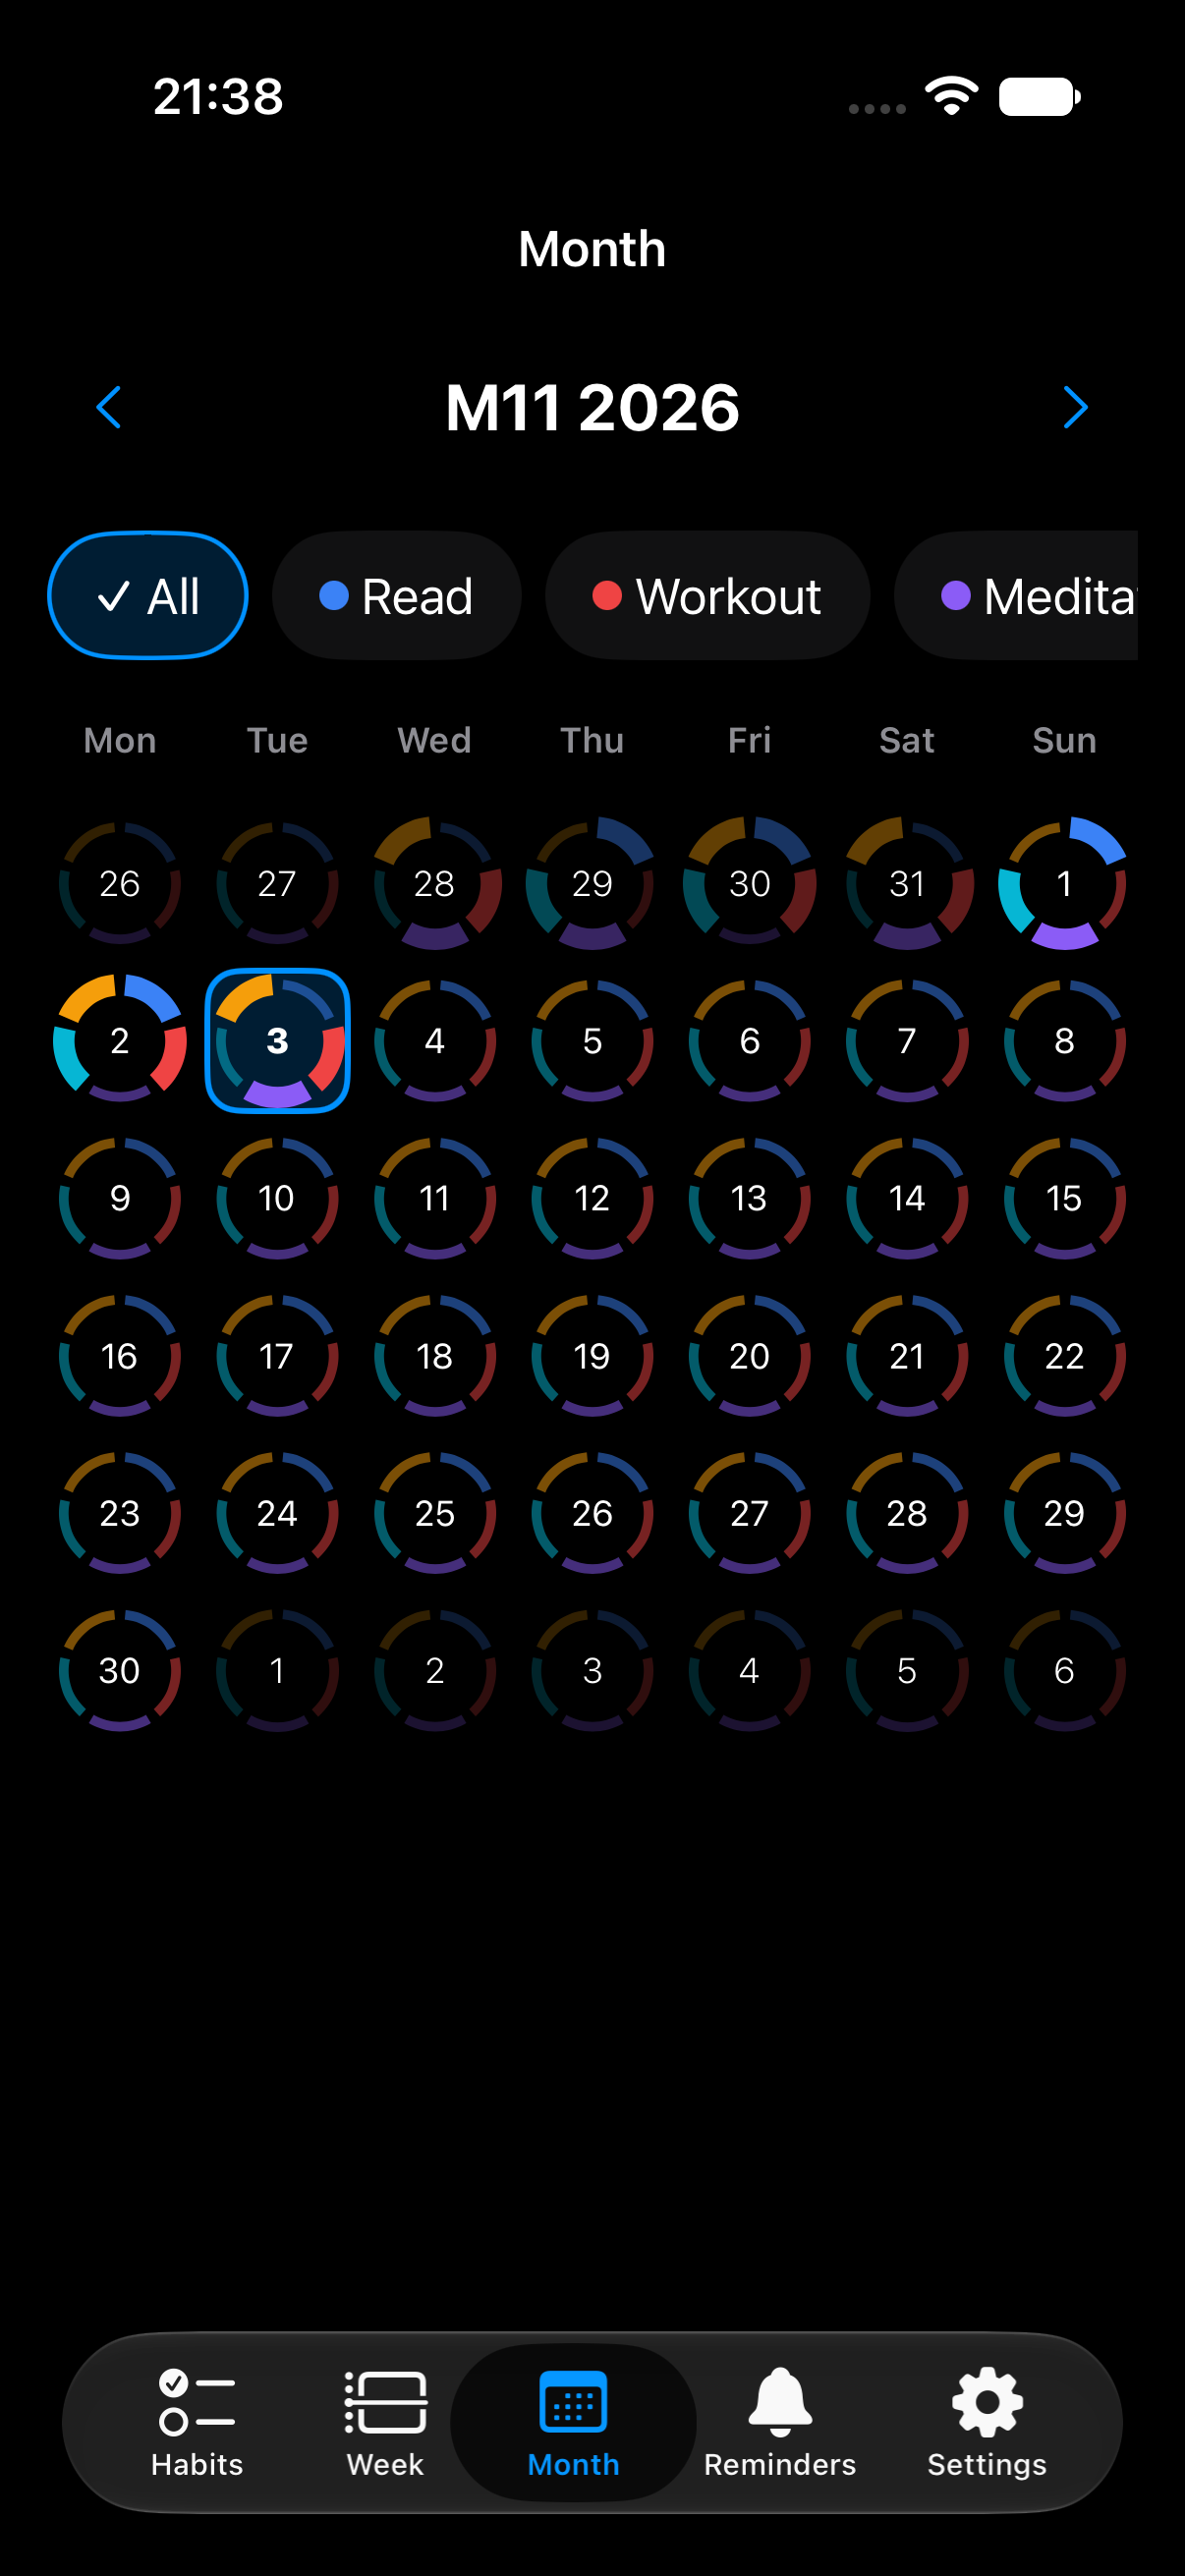 21:38
Month
M11 2026
All Read Workout Medita
Mon Tue Wed Thu Fri Sat Sun
26 27 28 29 30 31 1
2 3 4 5 6 7 8
9 10 11 12 13 14 15
16 17 18 19 20 21 22
23 24 25 26 27 28 29
30 1 2 3 4 5 6
Habits Week Month Reminders Settings